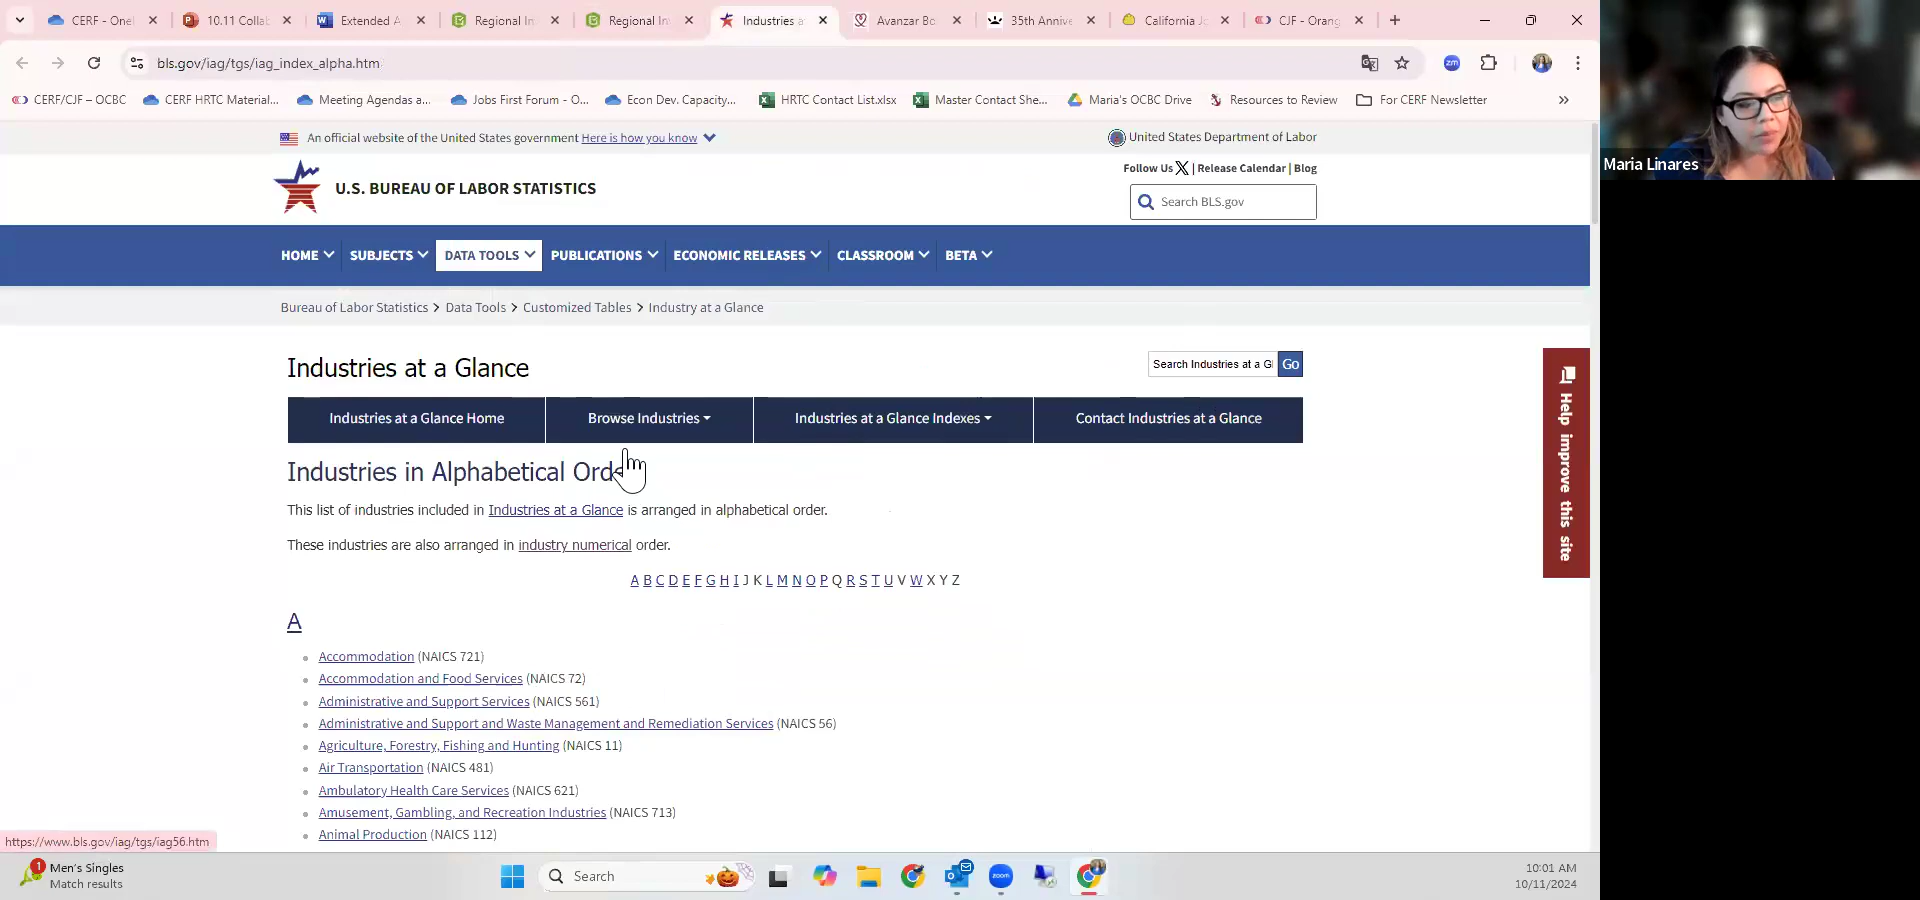 CERF - Onel
10.11 Collab
Extended A
Regional In
Regional In
Industries a
Avanzar Bo
35th Annive
California J
CJF - Orang
bls.gov/iag/tgs/iag_index_alpha.htm
zm
CERF/CJF – OCBC
CERF HRTC Material...
Meeting Agendas a...
Jobs First Forum - O...
Econ Dev. Capacity...
HRTC Contact List.xlsx
Master Contact She...
Maria's OCBC Drive
Resources to Review
For CERF Newsletter
An official website of the United States government Here is how you know
United States Department of Labor
Follow Us X | Release Calendar | Blog
U.S. BUREAU OF LABOR STATISTICS
Search BLS.gov
HOME SUBJECTS DATA TOOLS PUBLICATIONS ECONOMIC RELEASES CLASSROOM BETA
Bureau of Labor Statistics > Data Tools > Customized Tables > Industry at a Glance
Industries at a Glance
Search Industries at a Gl Go
Industries at a Glance Home Browse Industries Industries at a Glance Indexes Contact Industries at a Glance
Industries in Alphabetical Ord
This list of industries included in Industries at a Glance is arranged in alphabetical order.
These industries are also arranged in industry numerical order.
A B C D E F G H I J K L M N O P Q R S T U V W X Y Z
A
Accommodation (NAICS 721)
Accommodation and Food Services (NAICS 72)
Administrative and Support Services (NAICS 561)
Administrative and Support and Waste Management and Remediation Services (NAICS 56)
Agriculture, Forestry, Fishing and Hunting (NAICS 11)
Air Transportation (NAICS 481)
Ambulatory Health Care Services (NAICS 621)
Amusement, Gambling, and Recreation Industries (NAICS 713)
Animal Production (NAICS 112)
Help improve this site
https://www.bls.gov/iag/tgs/iag56.htm
1
Men's Singles
Match results
Search
zoom
10:01 AM
10/11/2024
Maria Linares